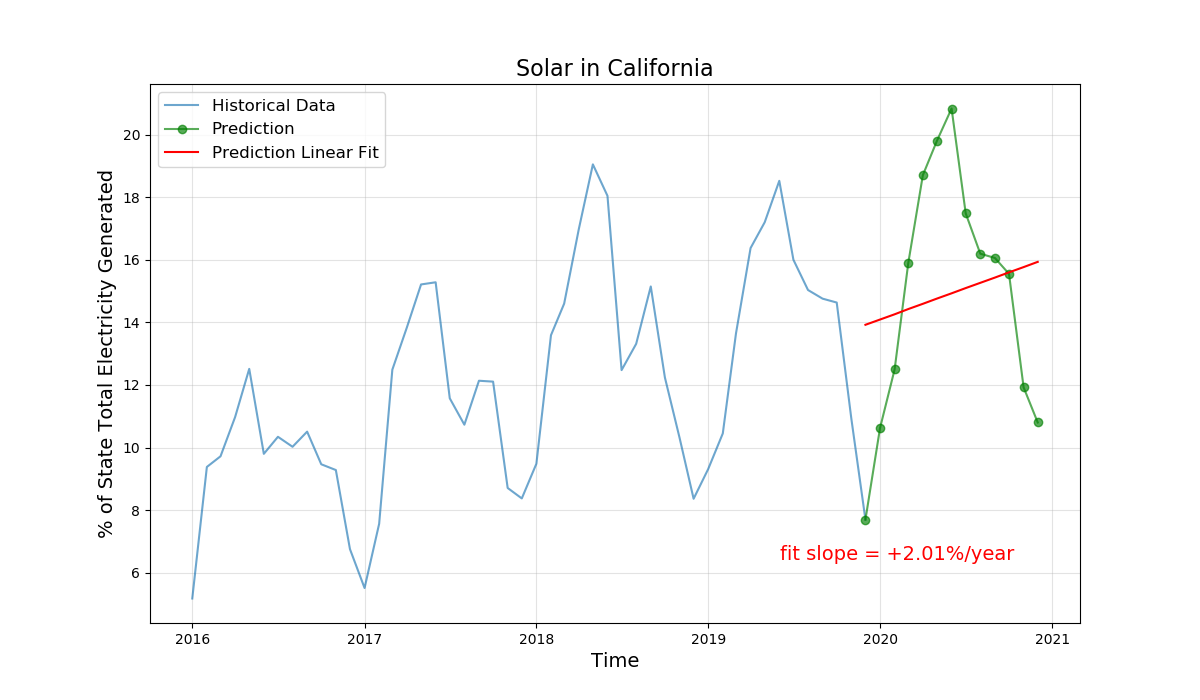 Solar in California
Historical Data
Prediction
Prediction Linear Fit
% of State Total Electricity Generated
20
18
16
14
12
10
8
6
fit slope = +2.01%/year
2016
2017
2018
2019
2020
2021
Time